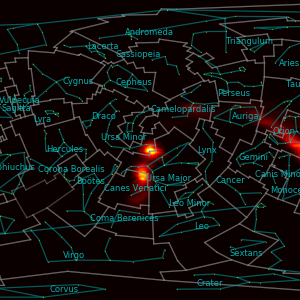 Andromeda
Triangulum
Lacerta
Cassiopeia
Aries
Cygnus
Cepheus
Perseus
Vulpecula
Sagitta
Camelopardalis
Lyra
Draco
Auriga
Orion
Ursa Minor
Hercules
Lynx
Gemini
Corona Borealis
Bootes
Ursa Major
Cancer
Canis Minor
Canes Venatici
Leo Minor
Coma Berenices
Leo
Virgo
Sextans
Crater
Corvus